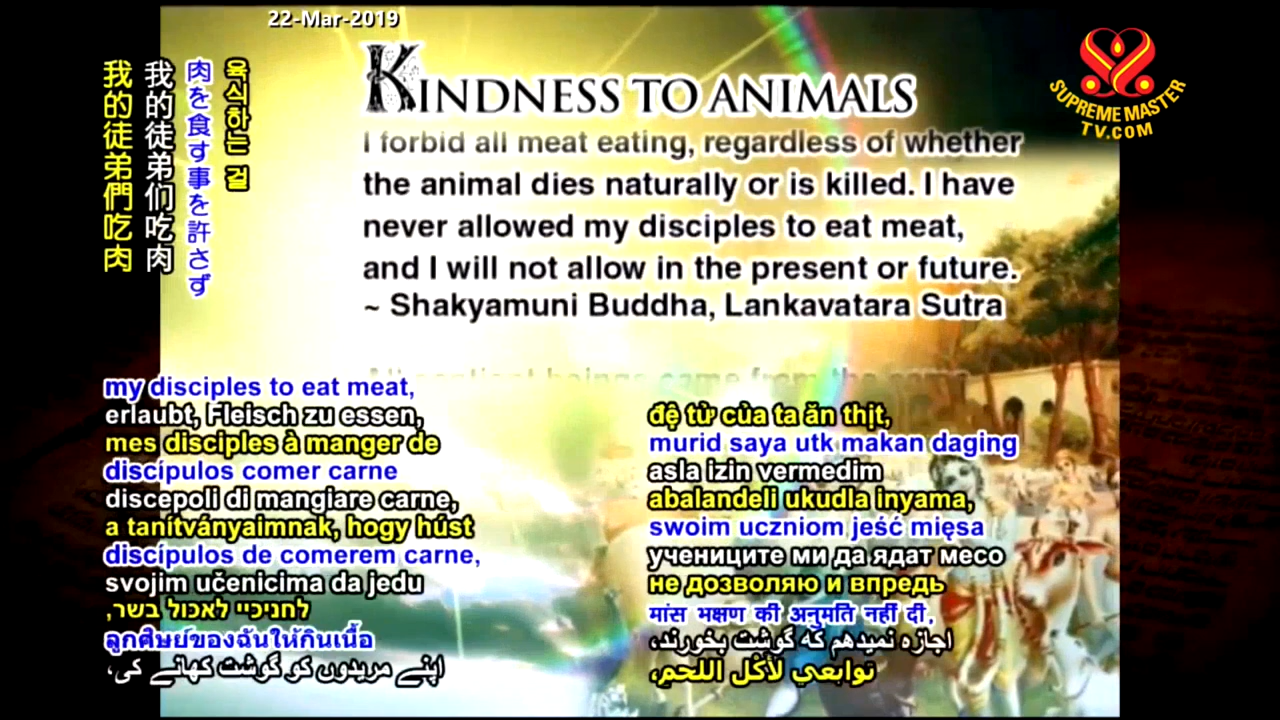 22-Mar-2019
KINDNESS TO ANIMALS
I forbid all meat eating, regardless of whether
the animal dies naturally or is killed. I have
never allowed my disciples to eat meat,
and I will not allow in the present or future.
~ Shakyamuni Buddha, Lankavatara Sutra
SUPREME MASTER
TV.COM
육식하는 걸
肉を食す事を許さず
我的徒弟们吃肉
我的徒弟們吃肉
my disciples to eat meat,
erlaubt, Fleisch zu essen,
mes disciples à manger de
discípulos comer carne
discepoli di mangiare carne,
a tanítványaimnak, hogy húst
discípulos de comerem carne,
svojim učenicima da jedu
לחניכיי לאכול בשר,
ลูกศิษย์ของฉันให้กินเนื้อ
اپنے مریدوں کو گوشت کھانے کی،
đệ tử của ta ăn thịt,
murid saya utk makan daging
asla izin vermedim
abalandeli ukudla inyama,
swoim uczniom jeść mięsa
учениците ми да ядат месо
не дозволяю и впредь
मांस भक्षण की अनुमति नहीं दी,
اجازه نمیدهم که گوشت بخورند،
توابعي لأكْل اللحم،